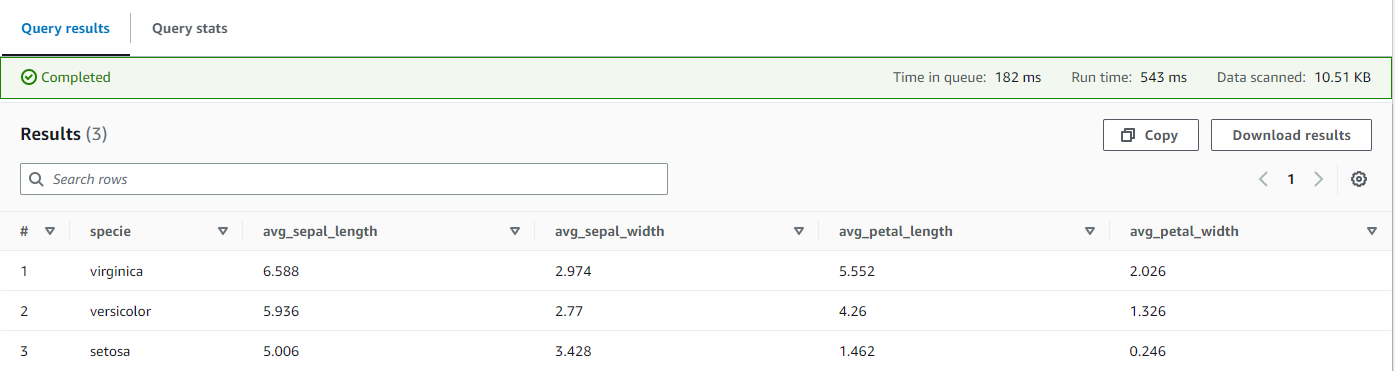 Query results Query stats
Completed Time in queue: 182 ms Run time: 543 ms Data scanned: 10.51 KB
Results (3) Copy Download results
Search rows 1
# specie avg_sepal_length avg_sepal_width avg_petal_length avg_petal_width
1 virginica 6.588 2.974 5.552 2.026
2 versicolor 5.936 2.77 4.26 1.326
3 setosa 5.006 3.428 1.462 0.246